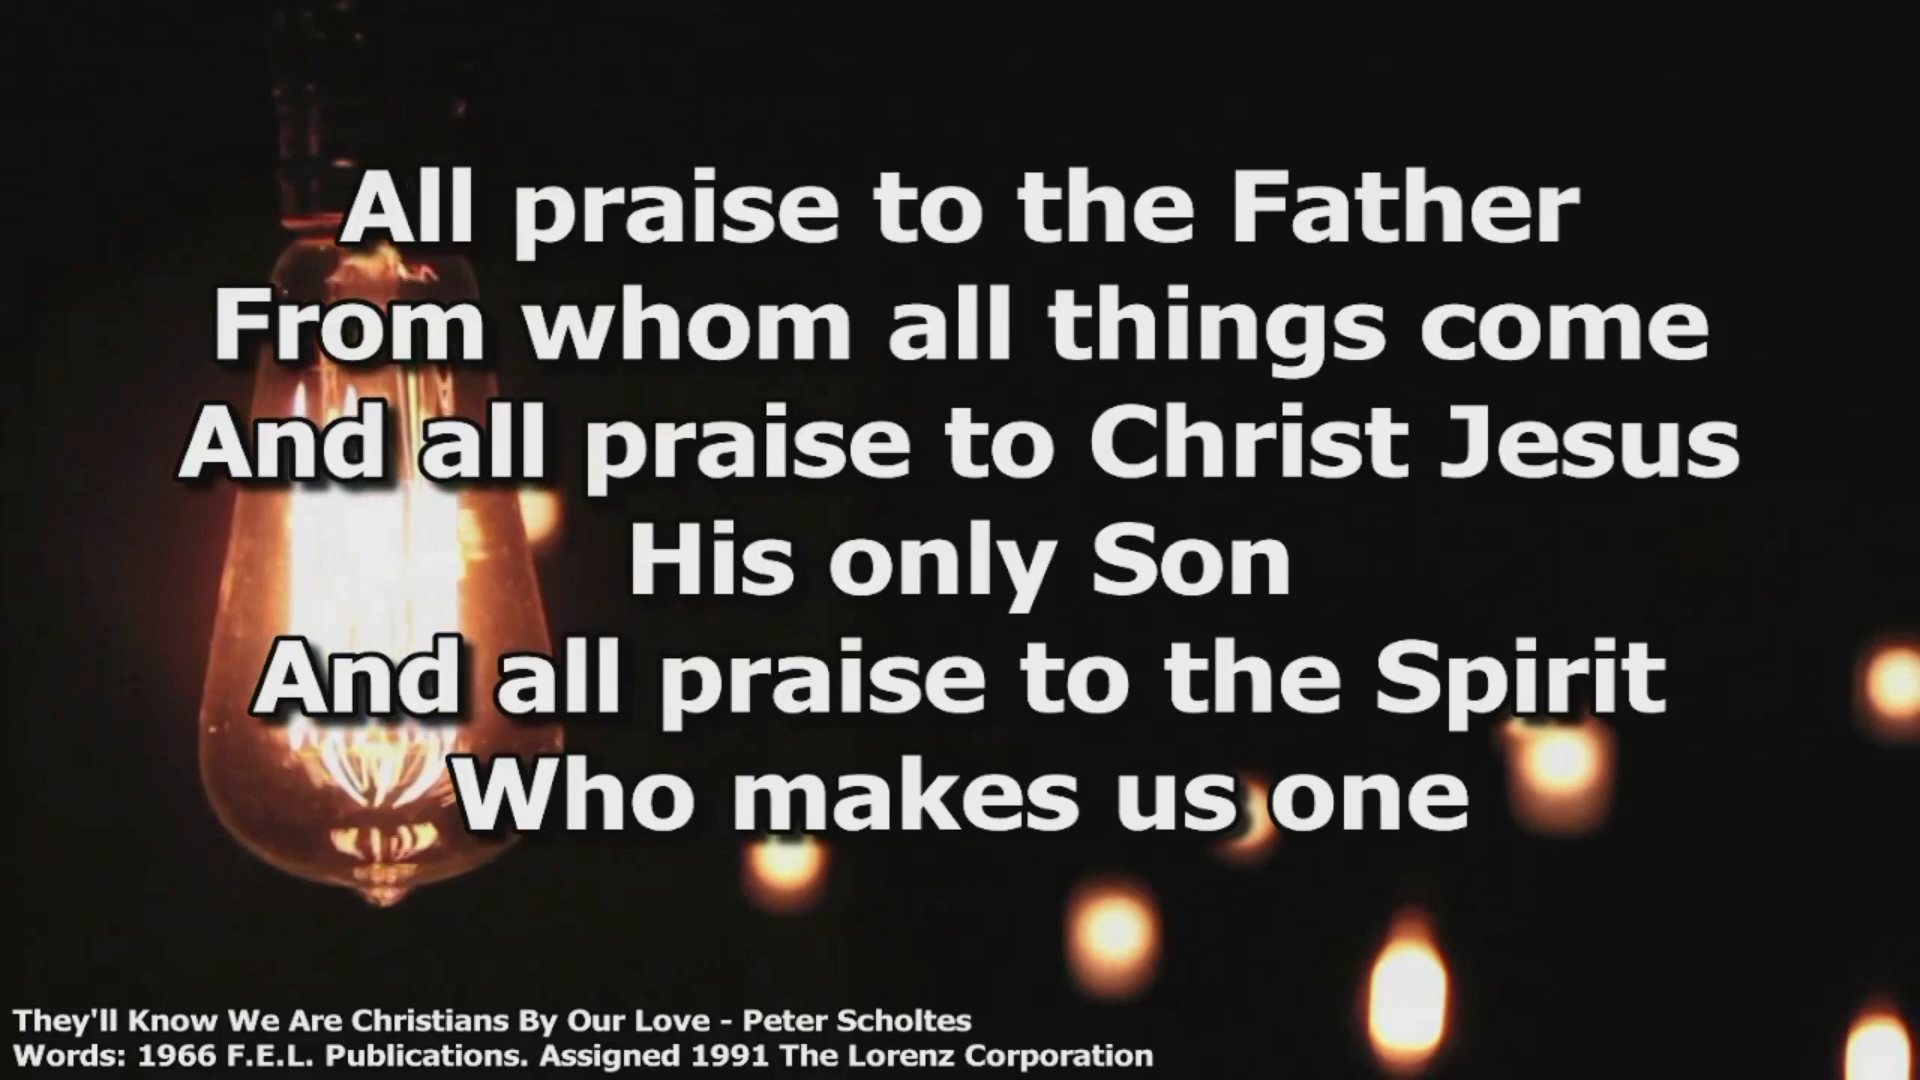 All praise to the Father
From whom all things come
And all praise to Christ Jesus
His only Son
And all praise to the Spirit
Who makes us one
They'll Know We Are Christians By Our Love - Peter Scholtes
Words: 1966 F.E.L. Publications. Assigned 1991 The Lorenz Corporation